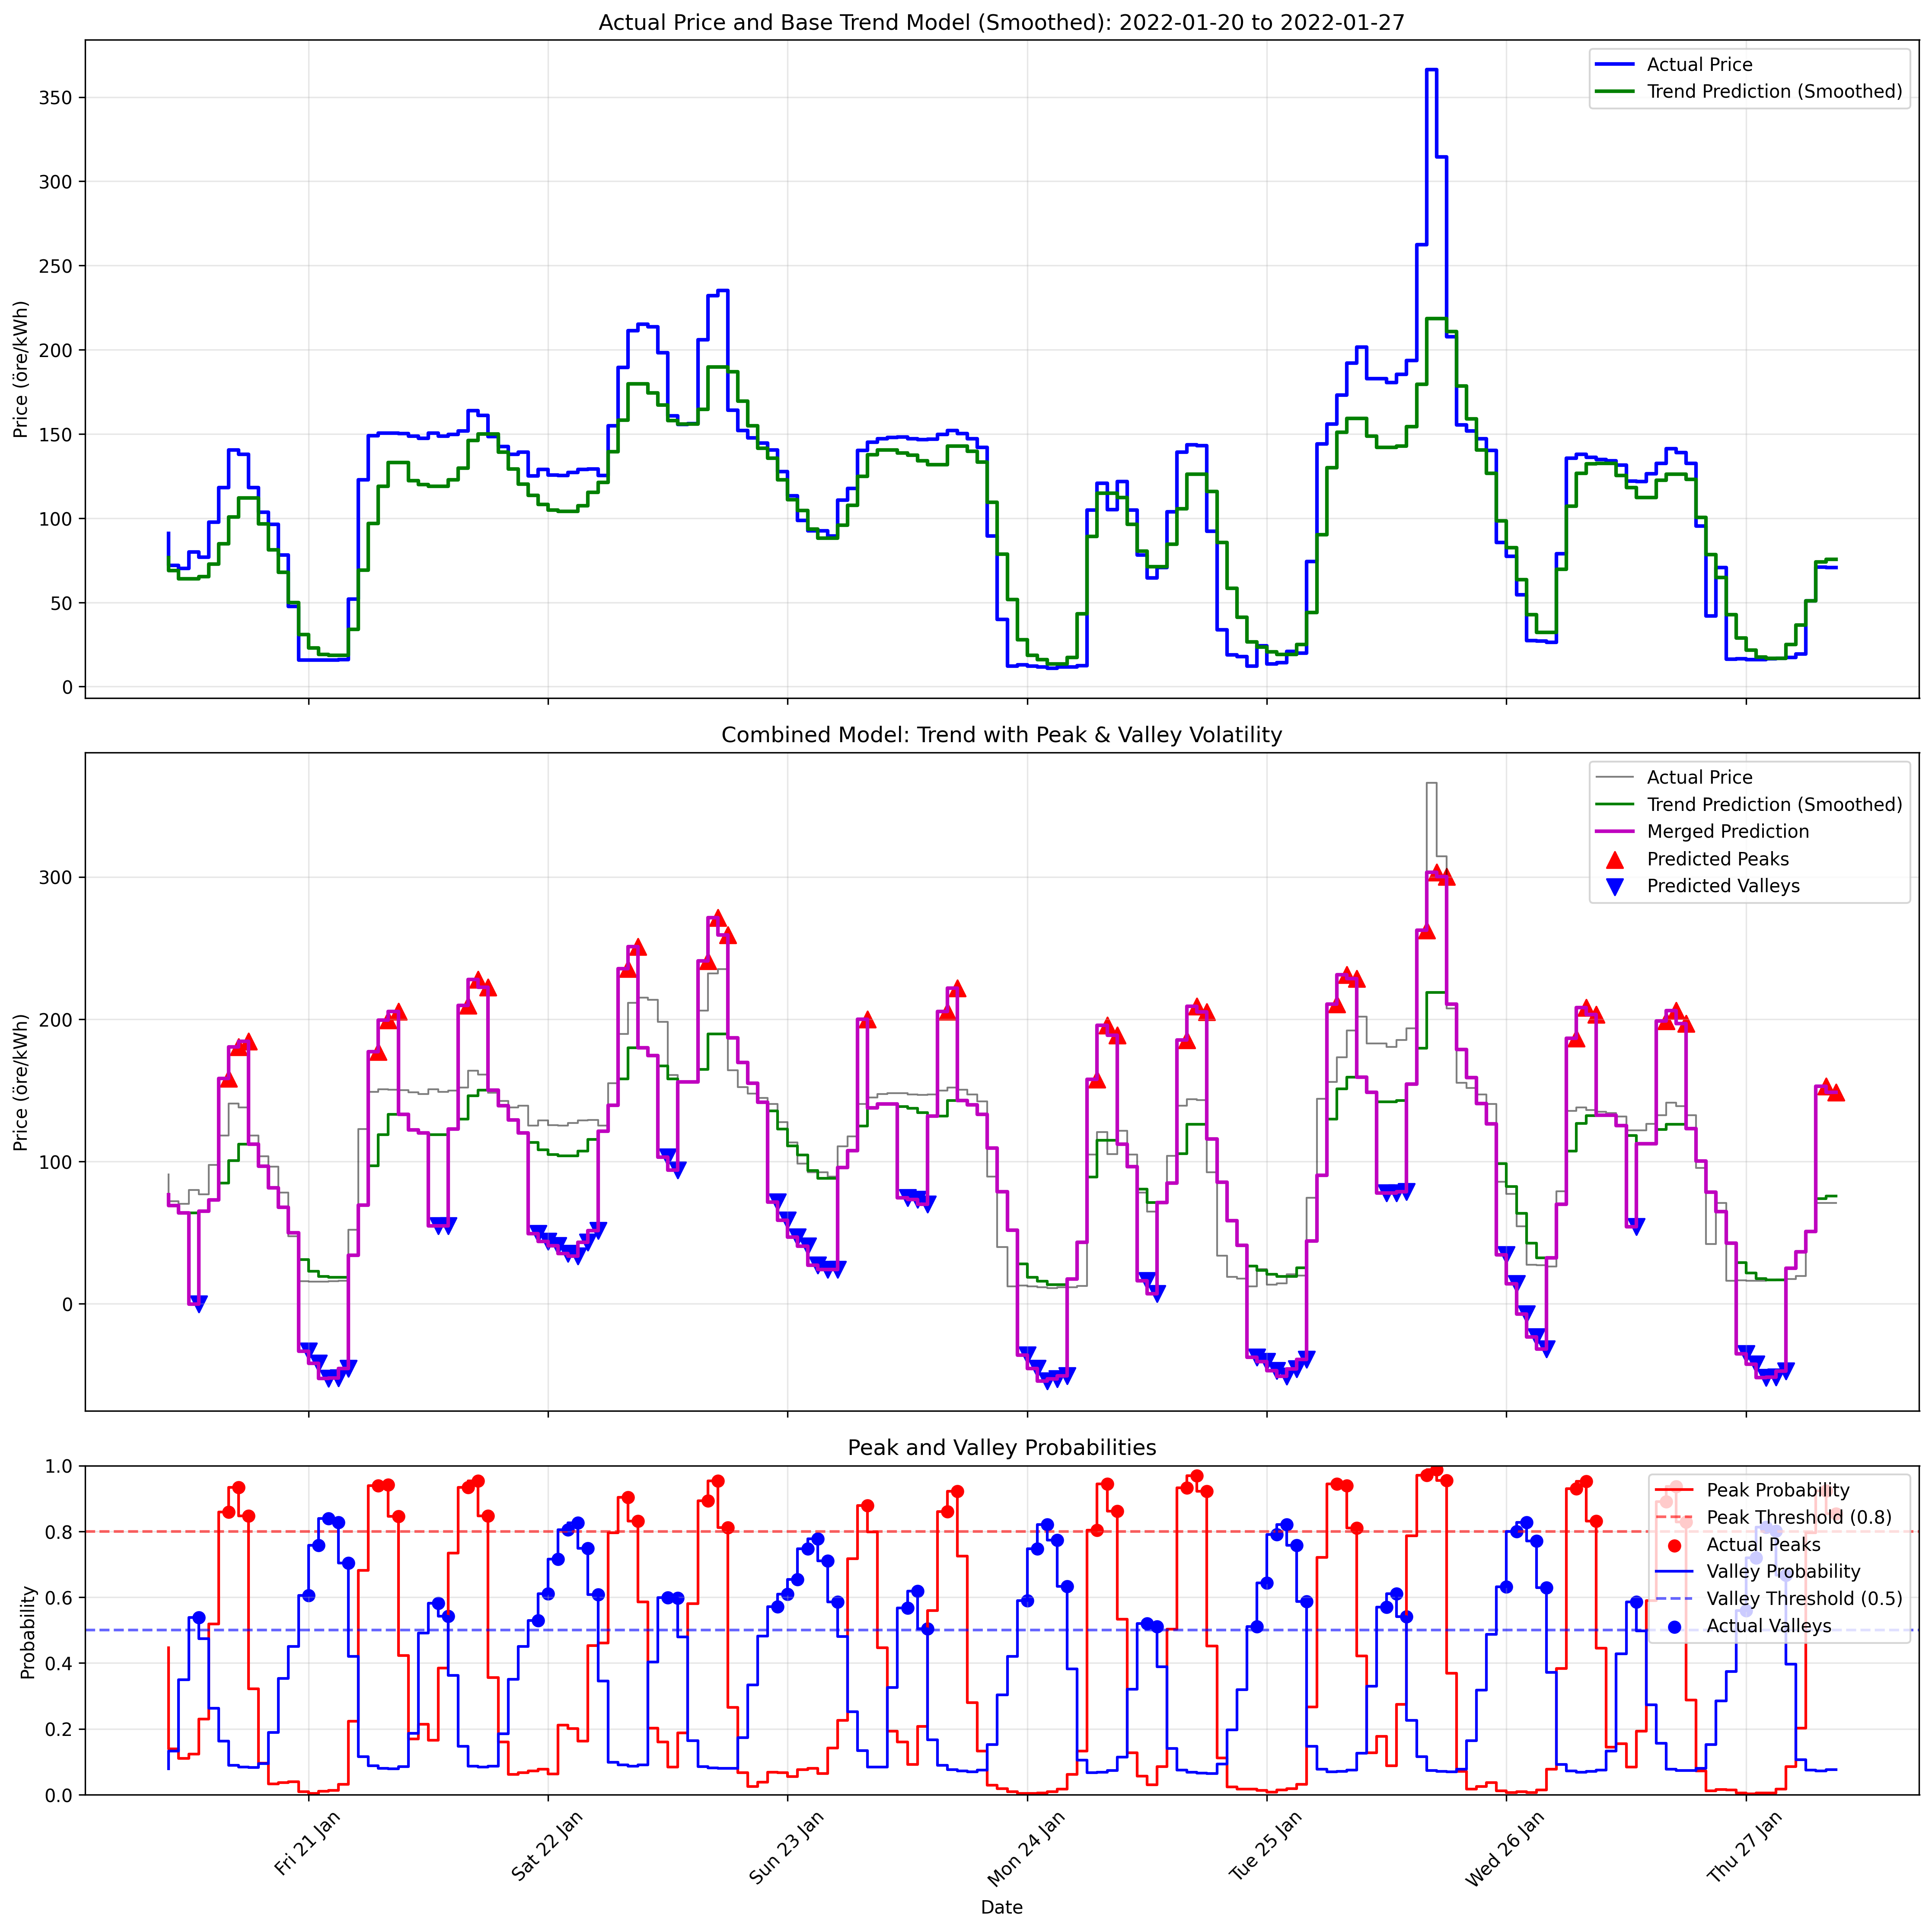 Actual Price and Base Trend Model (Smoothed): 2022-01-20 to 2022-01-27
Price (öre/kWh)
350
300
250
200
150
100
50
0
Actual Price
Trend Prediction (Smoothed)
Combined Model: Trend with Peak & Valley Volatility
Price (öre/kWh)
300
200
100
0
Actual Price
Trend Prediction (Smoothed)
Merged Prediction
Predicted Peaks
Predicted Valleys
Peak and Valley Probabilities
Probability
1.0
0.8
0.6
0.4
0.2
0.0
Peak Probability
Peak Threshold (0.8)
Actual Peaks
Valley Probability
Valley Threshold (0.5)
Actual Valleys
Fri 21 Jan
Sat 22 Jan
Sun 23 Jan
Mon 24 Jan
Tue 25 Jan
Wed 26 Jan
Thu 27 Jan
Date